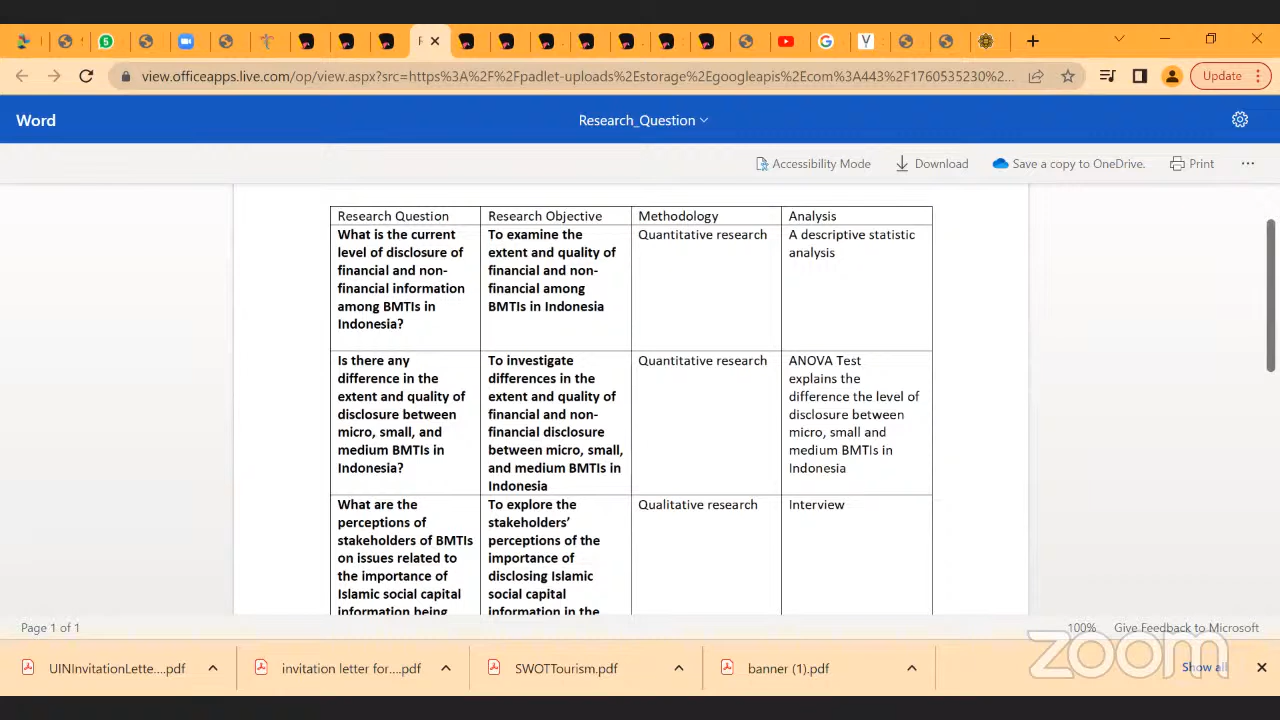 5
Y
view.officeapps.live.com/op/view.aspx?src=https%3A%2F%2Fpadlet-uploads%2Estorage%2Egoogleapis%2Ecom%3A443%2F1760535230%2...
Update
Word
Research_Question
Accessibility Mode
Download
Save a copy to OneDrive.
Print
Research Question
Research Objective
Methodology
Analysis
What is the current
level of disclosure of
financial and non-
financial information
among BMTIs in
Indonesia?
To examine the
extent and quality of
financial and non-
financial among
BMTIs in Indonesia
Quantitative research
A descriptive statistic
analysis
Is there any
difference in the
extent and quality of
disclosure between
micro, small, and
medium BMTIs in
Indonesia?
To investigate
differences in the
extent and quality of
financial and non-
financial disclosure
between micro, small,
and medium BMTIs in
Indonesia
Quantitative research
ANOVA Test
explains the
difference the level of
disclosure between
micro, small and
medium BMTIs in
Indonesia
What are the
perceptions of
stakeholders of BMTIs
on issues related to
the importance of
Islamic social capital
information being
To explore the
stakeholders'
perceptions of the
importance of
disclosing Islamic
social capital
information in the
Qualitative research
Interview
Page 1 of 1
100%
Give Feedback to Microsoft
UINInvitationLette....pdf
invitation letter for....pdf
SWOTTourism.pdf
banner (1).pdf
Show all
zoom